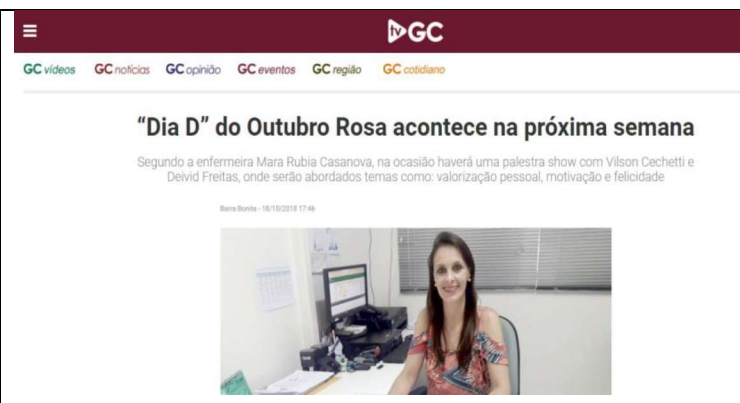 tv GC
GC vídeos GC notícias GC opinião GC eventos GC região GC cotidiano
“Dia D” do Outubro Rosa acontece na próxima semana
Segundo a enfermeira Mara Rubia Casanova, na ocasião haverá uma palestra show com Vilson Cechetti e
Deivid Freitas, onde serão abordados temas como: valorização pessoal, motivação e felicidade
Barra Bonita - 18/10/2018 17:46